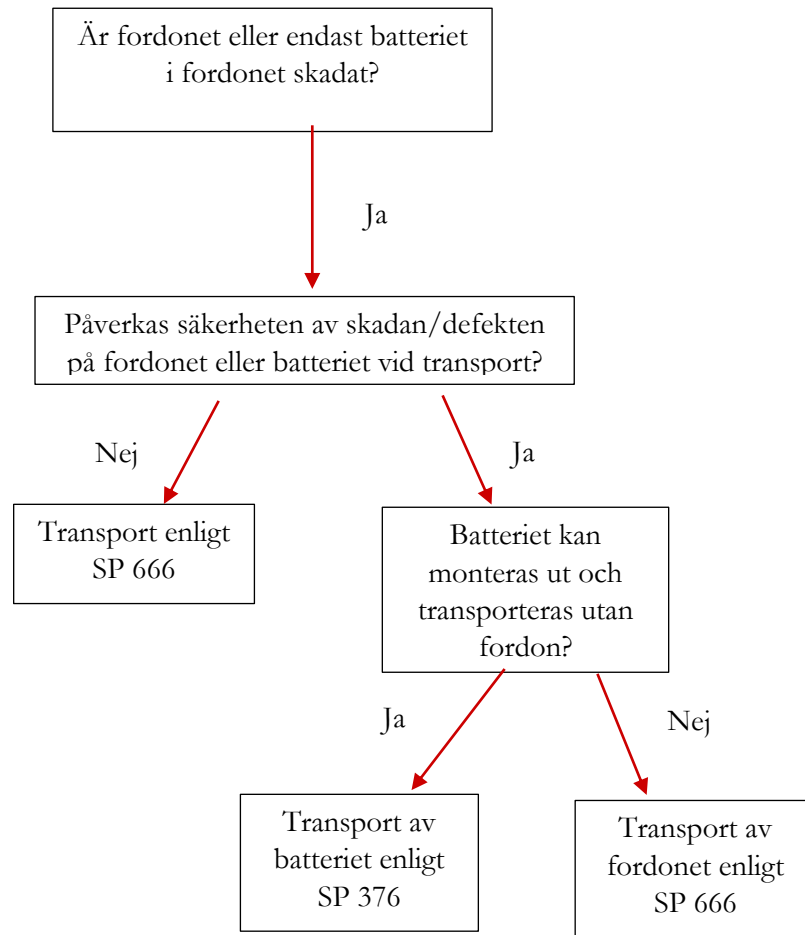 Är fordonet eller endast batteriet
i fordonet skadat?
Ja
Påverkas säkerheten av skadan/defekten
på fordonet eller batteriet vid transport?
Nej
Ja
Transport enligt
SP 666
Batteriet kan
monteras ut och
transporteras utan
fordon?
Ja
Nej
Transport av
batteriet enligt
SP 376
Transport av
fordonet enligt
SP 666